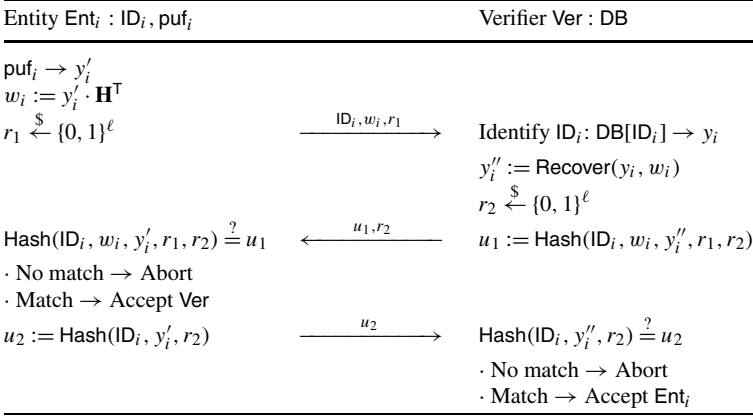 Entity Ent_i : ID_i, puf_i Verifier Ver : DB
puf_i → y′_i
w_i := y′_i · H^T
r_1 $← {0, 1}^ℓ ID_i,w_i,r_1 Identify ID_i: DB[ID_i] → y_i
y″_i := Recover(y_i, w_i)
r_2 $← {0, 1}^ℓ
Hash(ID_i, w_i, y′_i, r_1, r_2) ?= u_1 u_1,r_2 u_1 := Hash(ID_i, w_i, y″_i, r_1, r_2)
· No match → Abort
· Match → Accept Ver
u_2 := Hash(ID_i, y′_i, r_2) u_2 Hash(ID_i, y″_i, r_2) ?= u_2
· No match → Abort
· Match → Accept Ent_i